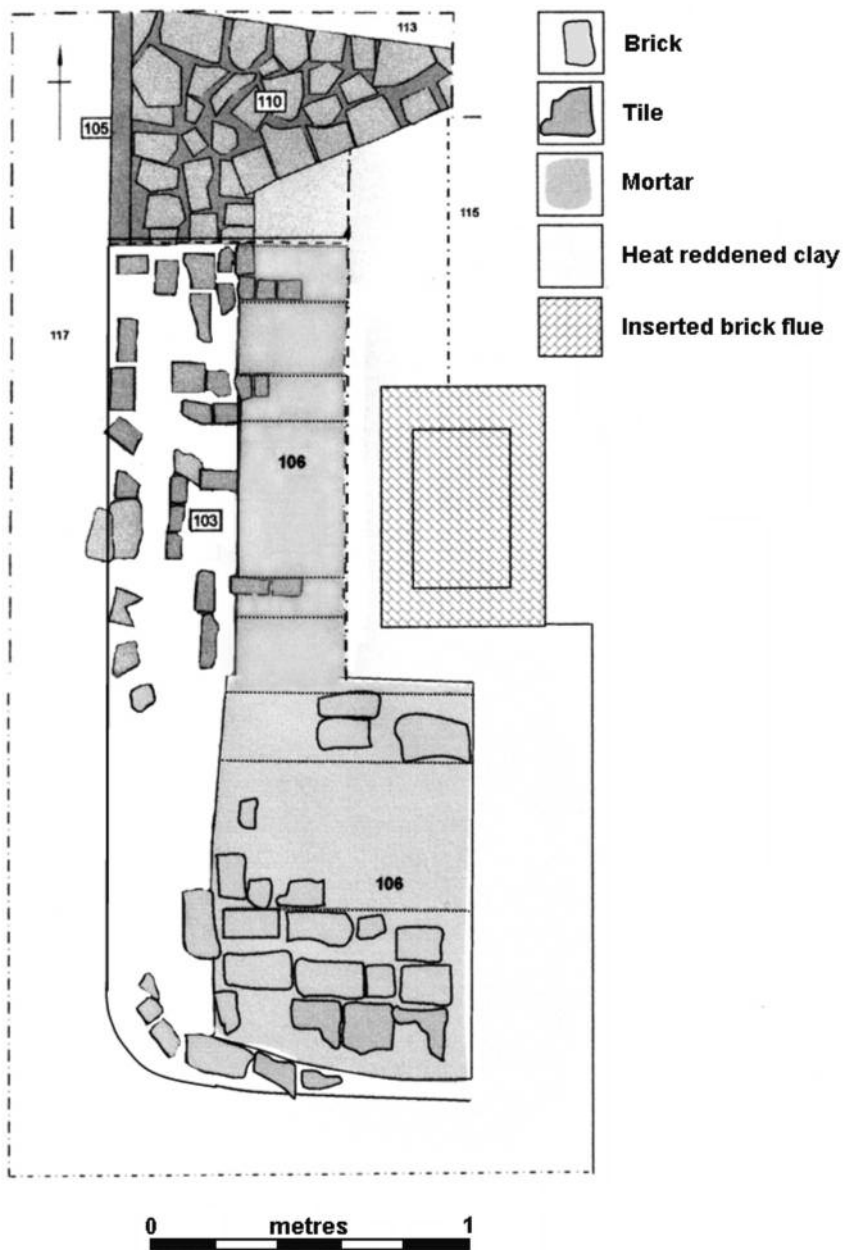 113
110
105
115
117
106
103
106
Brick
Tile
Mortar
Heat reddened clay
Inserted brick flue
0 metres 1